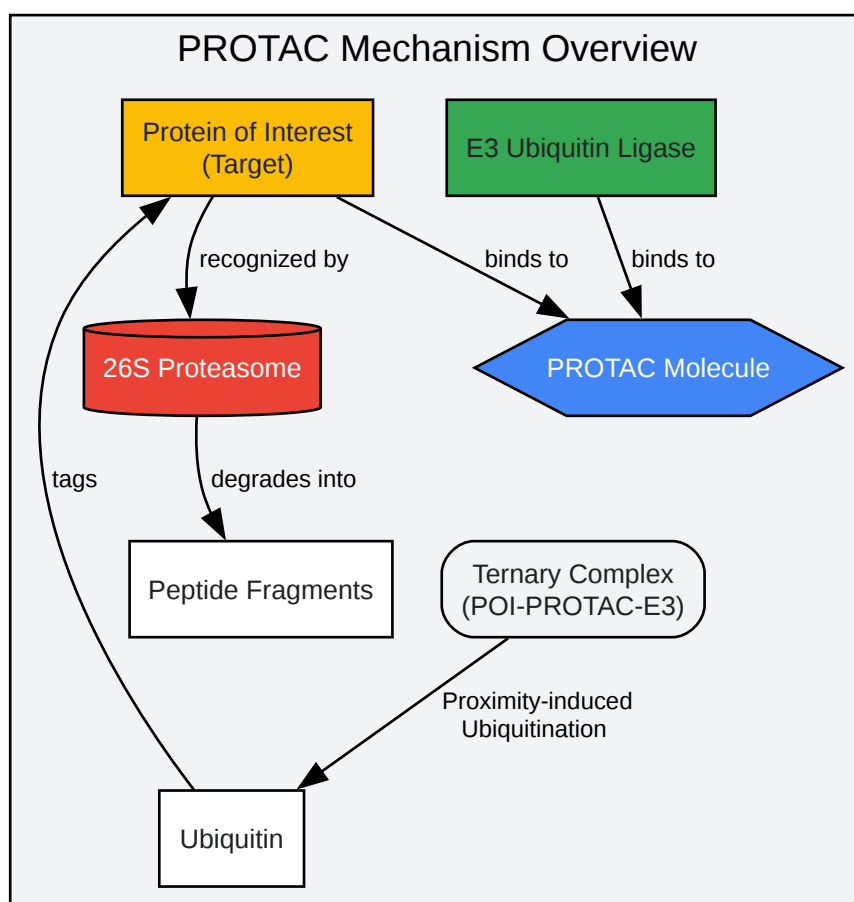 PROTAC Mechanism Overview
Protein of Interest
(Target)
E3 Ubiquitin Ligase
recognized by
binds to
binds to
26S Proteasome
PROTAC Molecule
tags
degrades into
Peptide Fragments
Ternary Complex
(POI-PROTAC-E3)
Proximity-induced
Ubiquitination
Ubiquitin